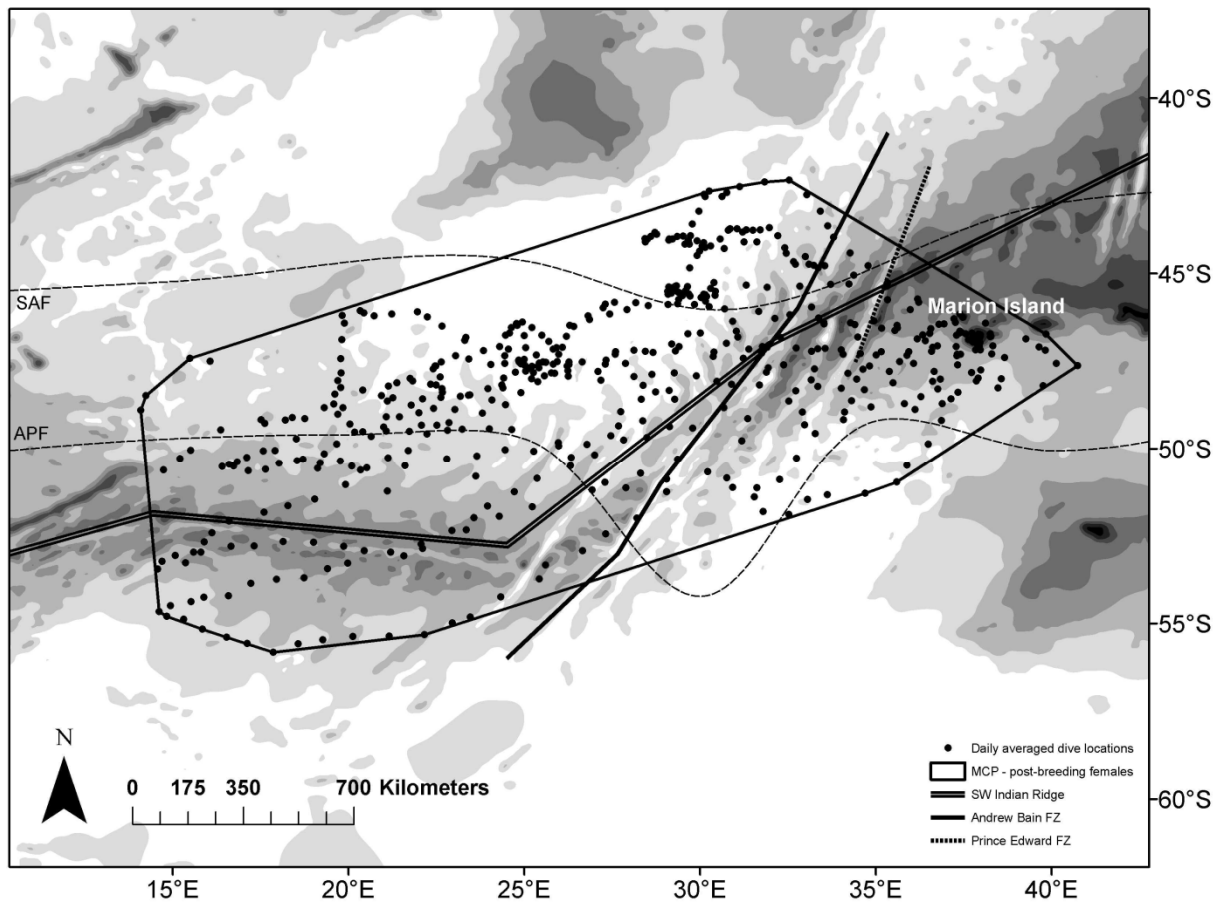 40°S
SAF
45°S
Marion Island
APF
50°S
55°S
N
0 175 350 700 Kilometers
Daily averaged dive locations
MCP - post-breeding females
SW Indian Ridge
Andrew Bain FZ
Prince Edward FZ
60°S
15°E 20°E 25°E 30°E 35°E 40°E